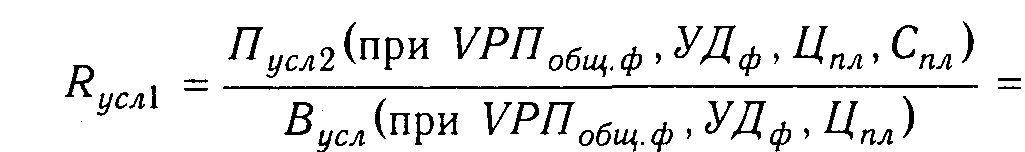 R усл1 = П усл2 (при VРП общ.ф , УД ф , Ц пл , С пл ) / В усл (при VРП общ.ф , УД ф , Ц пл ) =